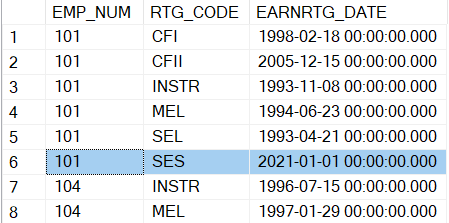 EMP_NUM RTG_CODE EARNRTG_DATE
1 101 CFI 1998-02-18 00:00:00.000
2 101 CFII 2005-12-15 00:00:00.000
3 101 INSTR 1993-11-08 00:00:00.000
4 101 MEL 1994-06-23 00:00:00.000
5 101 SEL 1993-04-21 00:00:00.000
6 101 SES 2021-01-01 00:00:00.000
7 104 INSTR 1996-07-15 00:00:00.000
8 104 MEL 1997-01-29 00:00:00.000